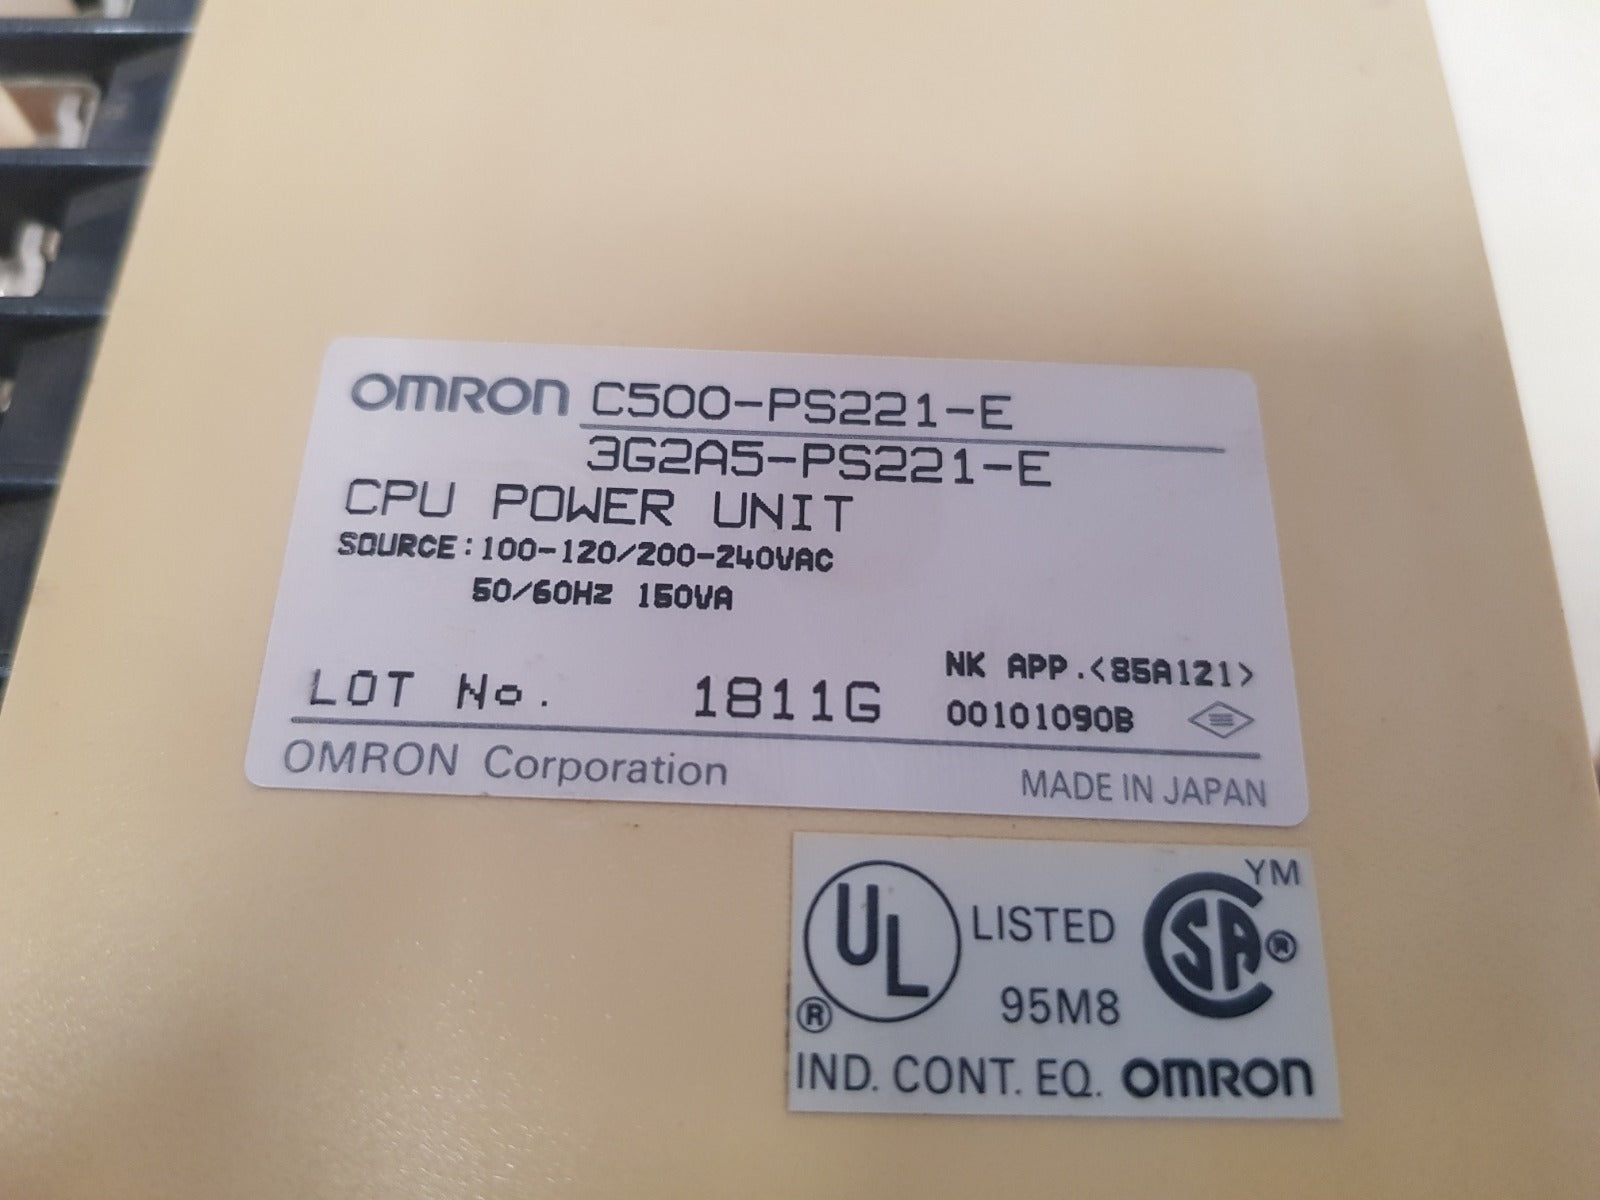 OMRON C500-PS221-E
3G2A5-PS221-E
CPU POWER UNIT
SOURCE:100-120/200-240VAC
50/60Hz 150VA
NK APP.<85A121>
LOT No. 1811G 00101090B
OMRON Corporation MADE IN JAPAN
YM
UL LISTED CSA®
® 95M8
IND. CONT. EQ. OMRON